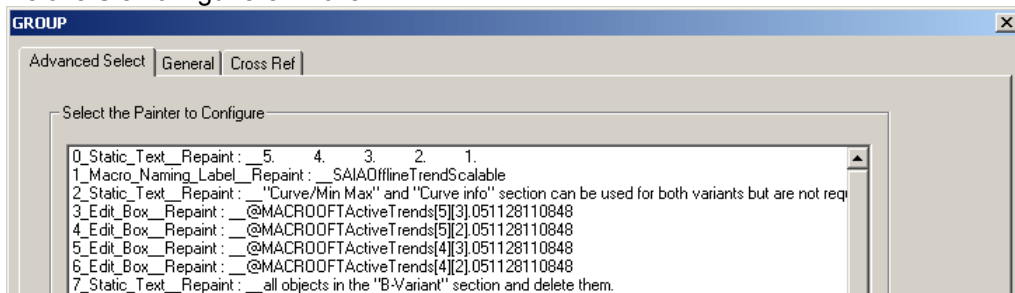 GROUP
Advanced Select General Cross Ref
Select the Painter to Configure
0_Static_Text__Repaint : __5. 4. 3. 2. 1.
1_Macro_Naming_Label__Repaint : __SAIAOfflineTrendScalable
2_Static_Text__Repaint : __"Curve/Min Max" and "Curve info" section can be used for both variants but are not requ
3_Edit_Box__Repaint : __@MACROOFTActiveTrends[5][3].051128110848
4_Edit_Box__Repaint : __@MACROOFTActiveTrends[5][2].051128110848
5_Edit_Box__Repaint : __@MACROOFTActiveTrends[4][3].051128110848
6_Edit_Box__Repaint : __@MACROOFTActiveTrends[4][2].051128110848
7_Static_Text__Repaint : __all objects in the "B-Variant" section and delete them.